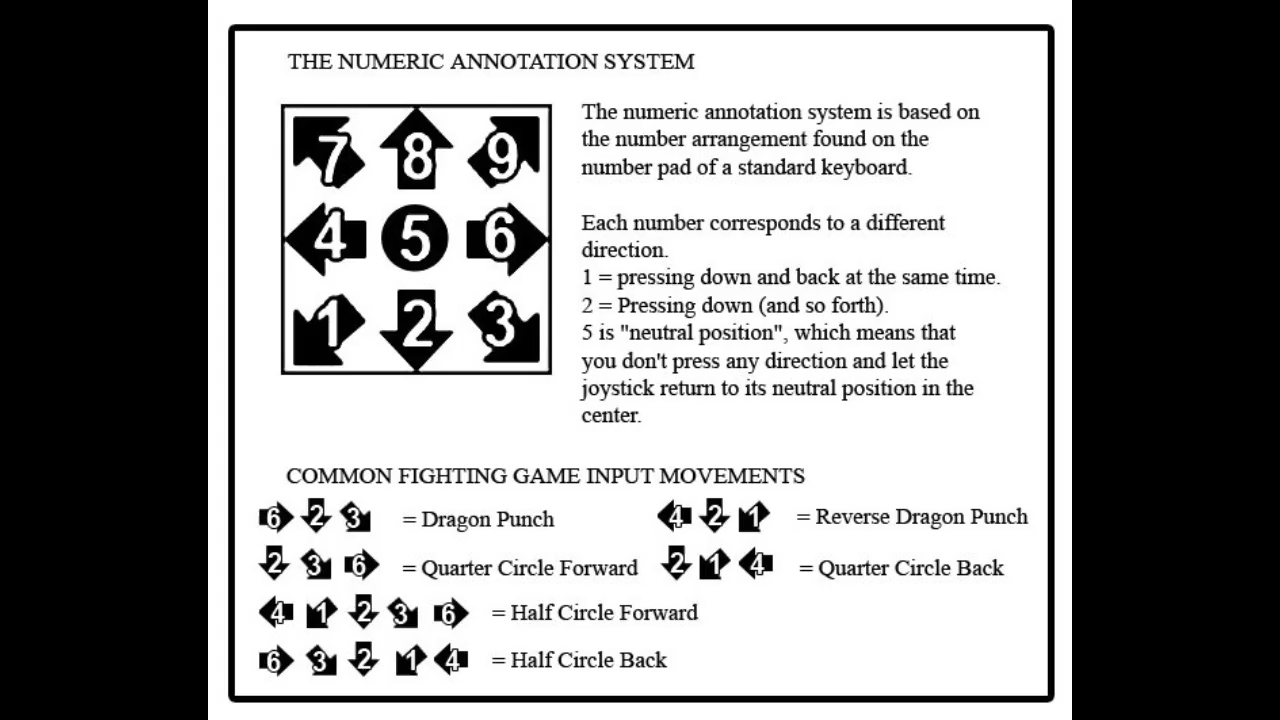 THE NUMERIC ANNOTATION SYSTEM
7 8 9
4 5 6
1 2 3
The numeric annotation system is based on
the number arrangement found on the
number pad of a standard keyboard.
Each number corresponds to a different
direction.
1 = pressing down and back at the same time.
2 = Pressing down (and so forth).
5 is "neutral position", which means that
you don't press any direction and let the
joystick return to its neutral position in the
center.
COMMON FIGHTING GAME INPUT MOVEMENTS
6 2 3 = Dragon Punch
4 2 1 = Reverse Dragon Punch
2 3 6 = Quarter Circle Forward
2 1 4 = Quarter Circle Back
4 1 2 3 6 = Half Circle Forward
6 3 2 1 4 = Half Circle Back